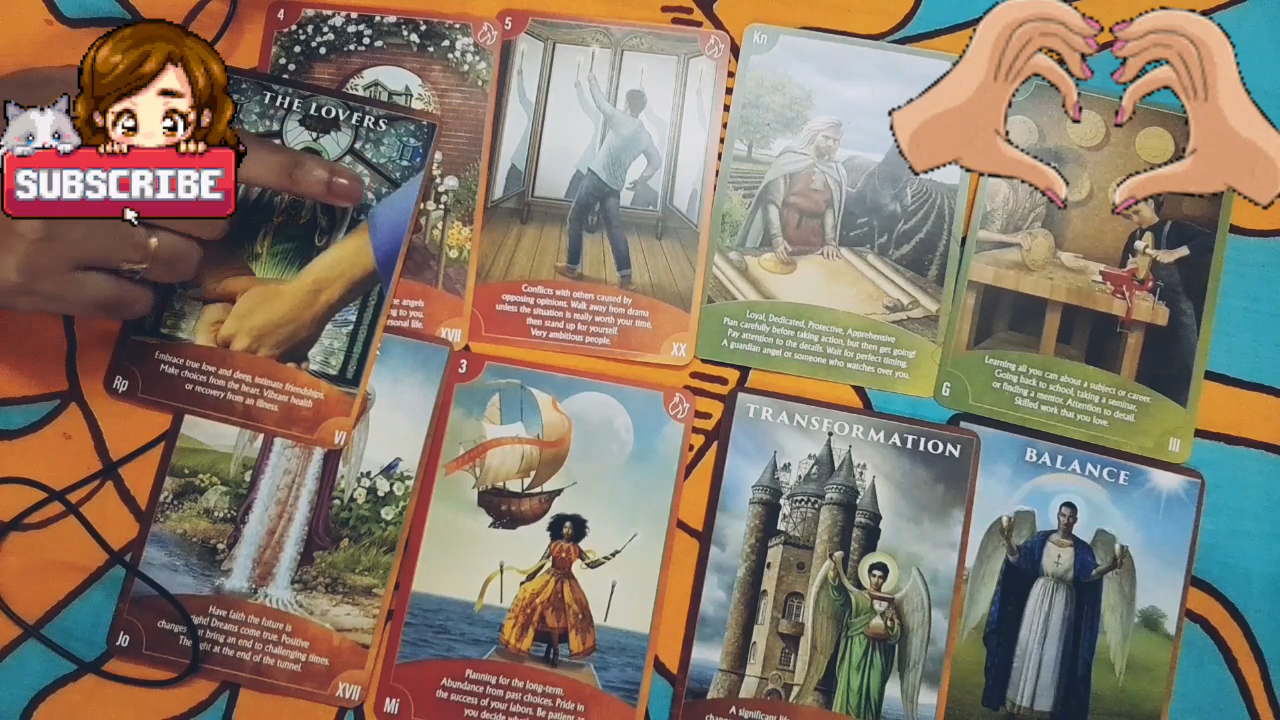 SUBSCRIBE
THE LOVERS
Embrace true love and deep, intimate friendships.
Make choices from the heart. Vibrant health
or recovery from an illness.
Rp
VI
4
angels
to you.
personal life.
XVII
5
Conflicts with others caused by
opposing opinions. Walk away from drama
unless the situation is really worth your time,
then stand up for yourself.
Very ambitious people.
XX
Kn
Loyal, Dedicated, Protective, Apprehensive
Plan carefully before taking action, but then get going!
Pay attention to the details. Wait for perfect timing.
A guardian angel or someone who watches over you.
Learning all you can about a subject or career.
Going back to school, taking a seminar,
or finding a mentor. Attention to detail.
Skilled work that you love.
G
III
Have faith the future is
Dreams come true. Positive
changes bring an end to challenging times.
at the end of the tunnel.
Jo
XVII
3
Planning for the long-term.
Abundance from past choices. Pride in
the success of your labors. Be patient as
you decide
Mi
TRANSFORMATION
A significant
BALANCE